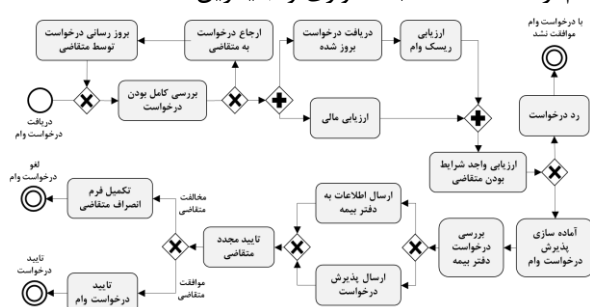 بروز رسانی درخواست
توسط متقاضی
ارجاع درخواست
به متقاضی
دریافت درخواست
بروز شده
ارزیابی
ریسک وام
با درخواست وام
موافقت نشد
دریافت
درخواست وام
بررسی کامل بودن
درخواست
ارزیابی مالی
رد درخواست
ارزیابی واجد شرایط
بودن متقاضی
لغو
درخواست وام
تکمیل فرم
انصراف متقاضی
مخالفت
متقاضی
ارسال اطلاعات به
دفتر بیمه
تایید مجدد
متقاضی
بررسی
درخواست
دفتر بیمه
آماده سازی
پذیرش
درخواست وام
تایید
درخواست
تایید
درخواست وام
موافقت
متقاضی
ارسال پذیرش
درخواست